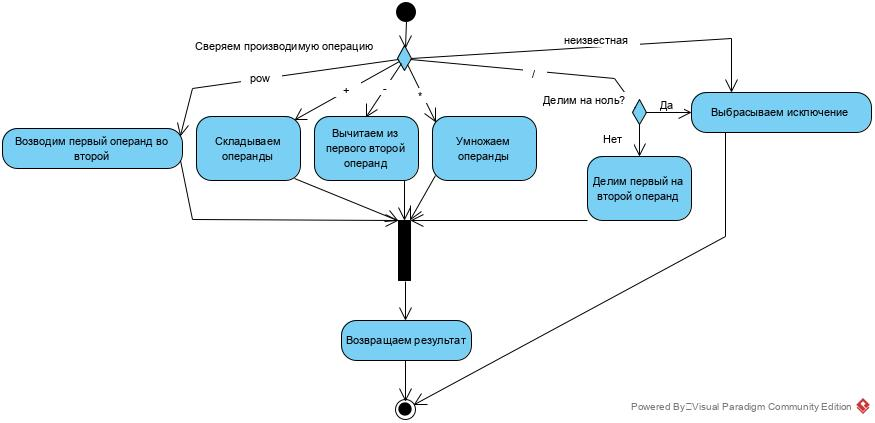 Сверяем производимую операцию
неизвестная
pow
+
-
*
/
Делим на ноль?
Да
Выбрасываем исключение
Возводим первый операнд во
второй
Складываем
операнды
Вычитаем из
первого второй
операнд
Умножаем
операнды
Нет
Делим первый на
второй операнд
Возвращаем результат
Powered By Visual Paradigm Community Edition